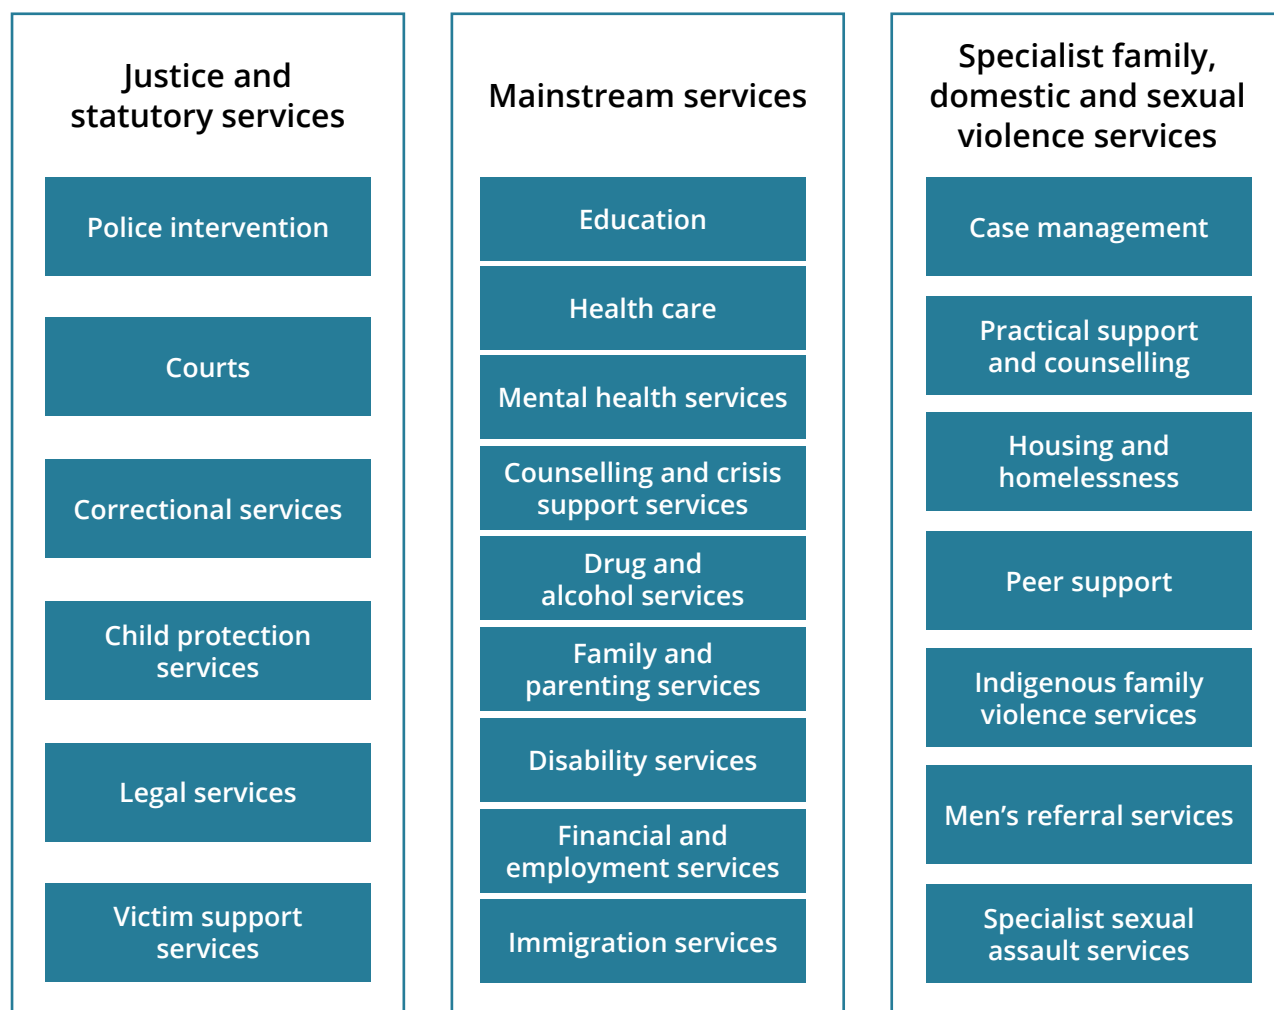 Justice and
statutory services
Police intervention
Courts
Correctional services
Child protection
services
Legal services
Victim support
services
Mainstream services
Education
Health care
Mental health services
Counselling and crisis
support services
Drug and
alcohol services
Family and
parenting services
Disability services
Financial and
employment services
Immigration services
Specialist family,
domestic and sexual
violence services
Case management
Practical support
and counselling
Housing and
homelessness
Peer support
Indigenous family
violence services
Men’s referral services
Specialist sexual
assault services